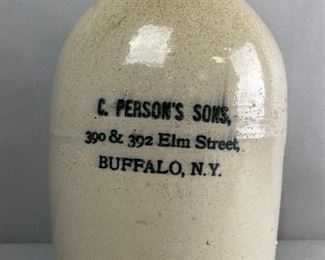 C. PERSON'S SONS,
390 & 392 Elm Street,
BUFFALO, N.Y.